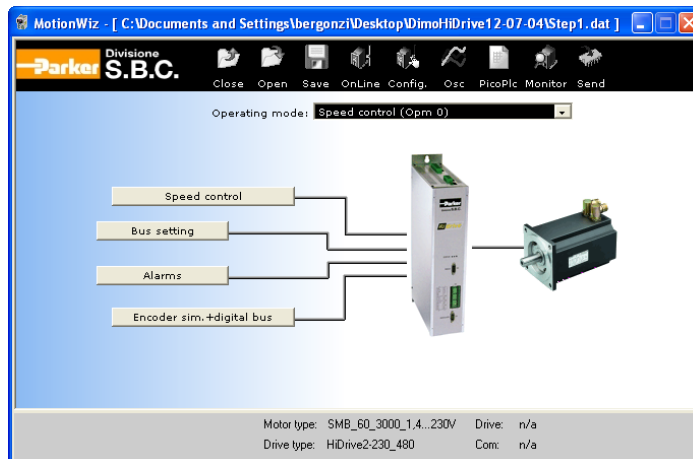 MotionWiz - [ C:\Documents and Settings\bergonzi\Desktop\DimoHiDrive12-07-04\Step1.dat ]
Parker Divisione S.B.C.
Close Open Save OnLine Config. Osc PicoPlc Monitor Send
Operating mode: Speed control (Opm 0)
Speed control
Bus setting
Alarms
Encoder sim.+digital bus
Parker
S.B.C.
Motor type: SMB_60_3000_1,4...230V Drive: n/a
Drive type: HiDrive2-230_480 Com: n/a